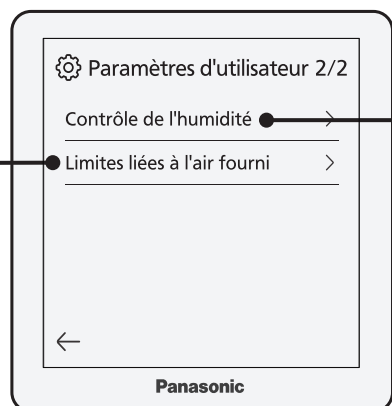 Paramètres d'utilisateur 2/2
Contrôle de l'humidité
Limites liées à l'air fourni
Panasonic